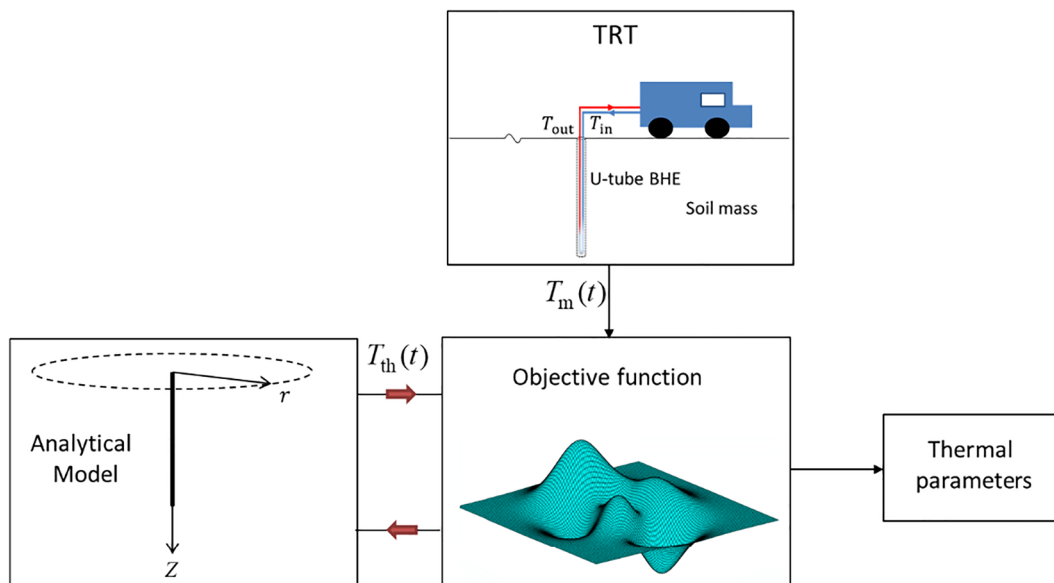 TRT
T_out T_in
U-tube BHE
Soil mass
T_m(t)
T_th(t)
Objective function
r
Analytical
Model
Z
Thermal
parameters